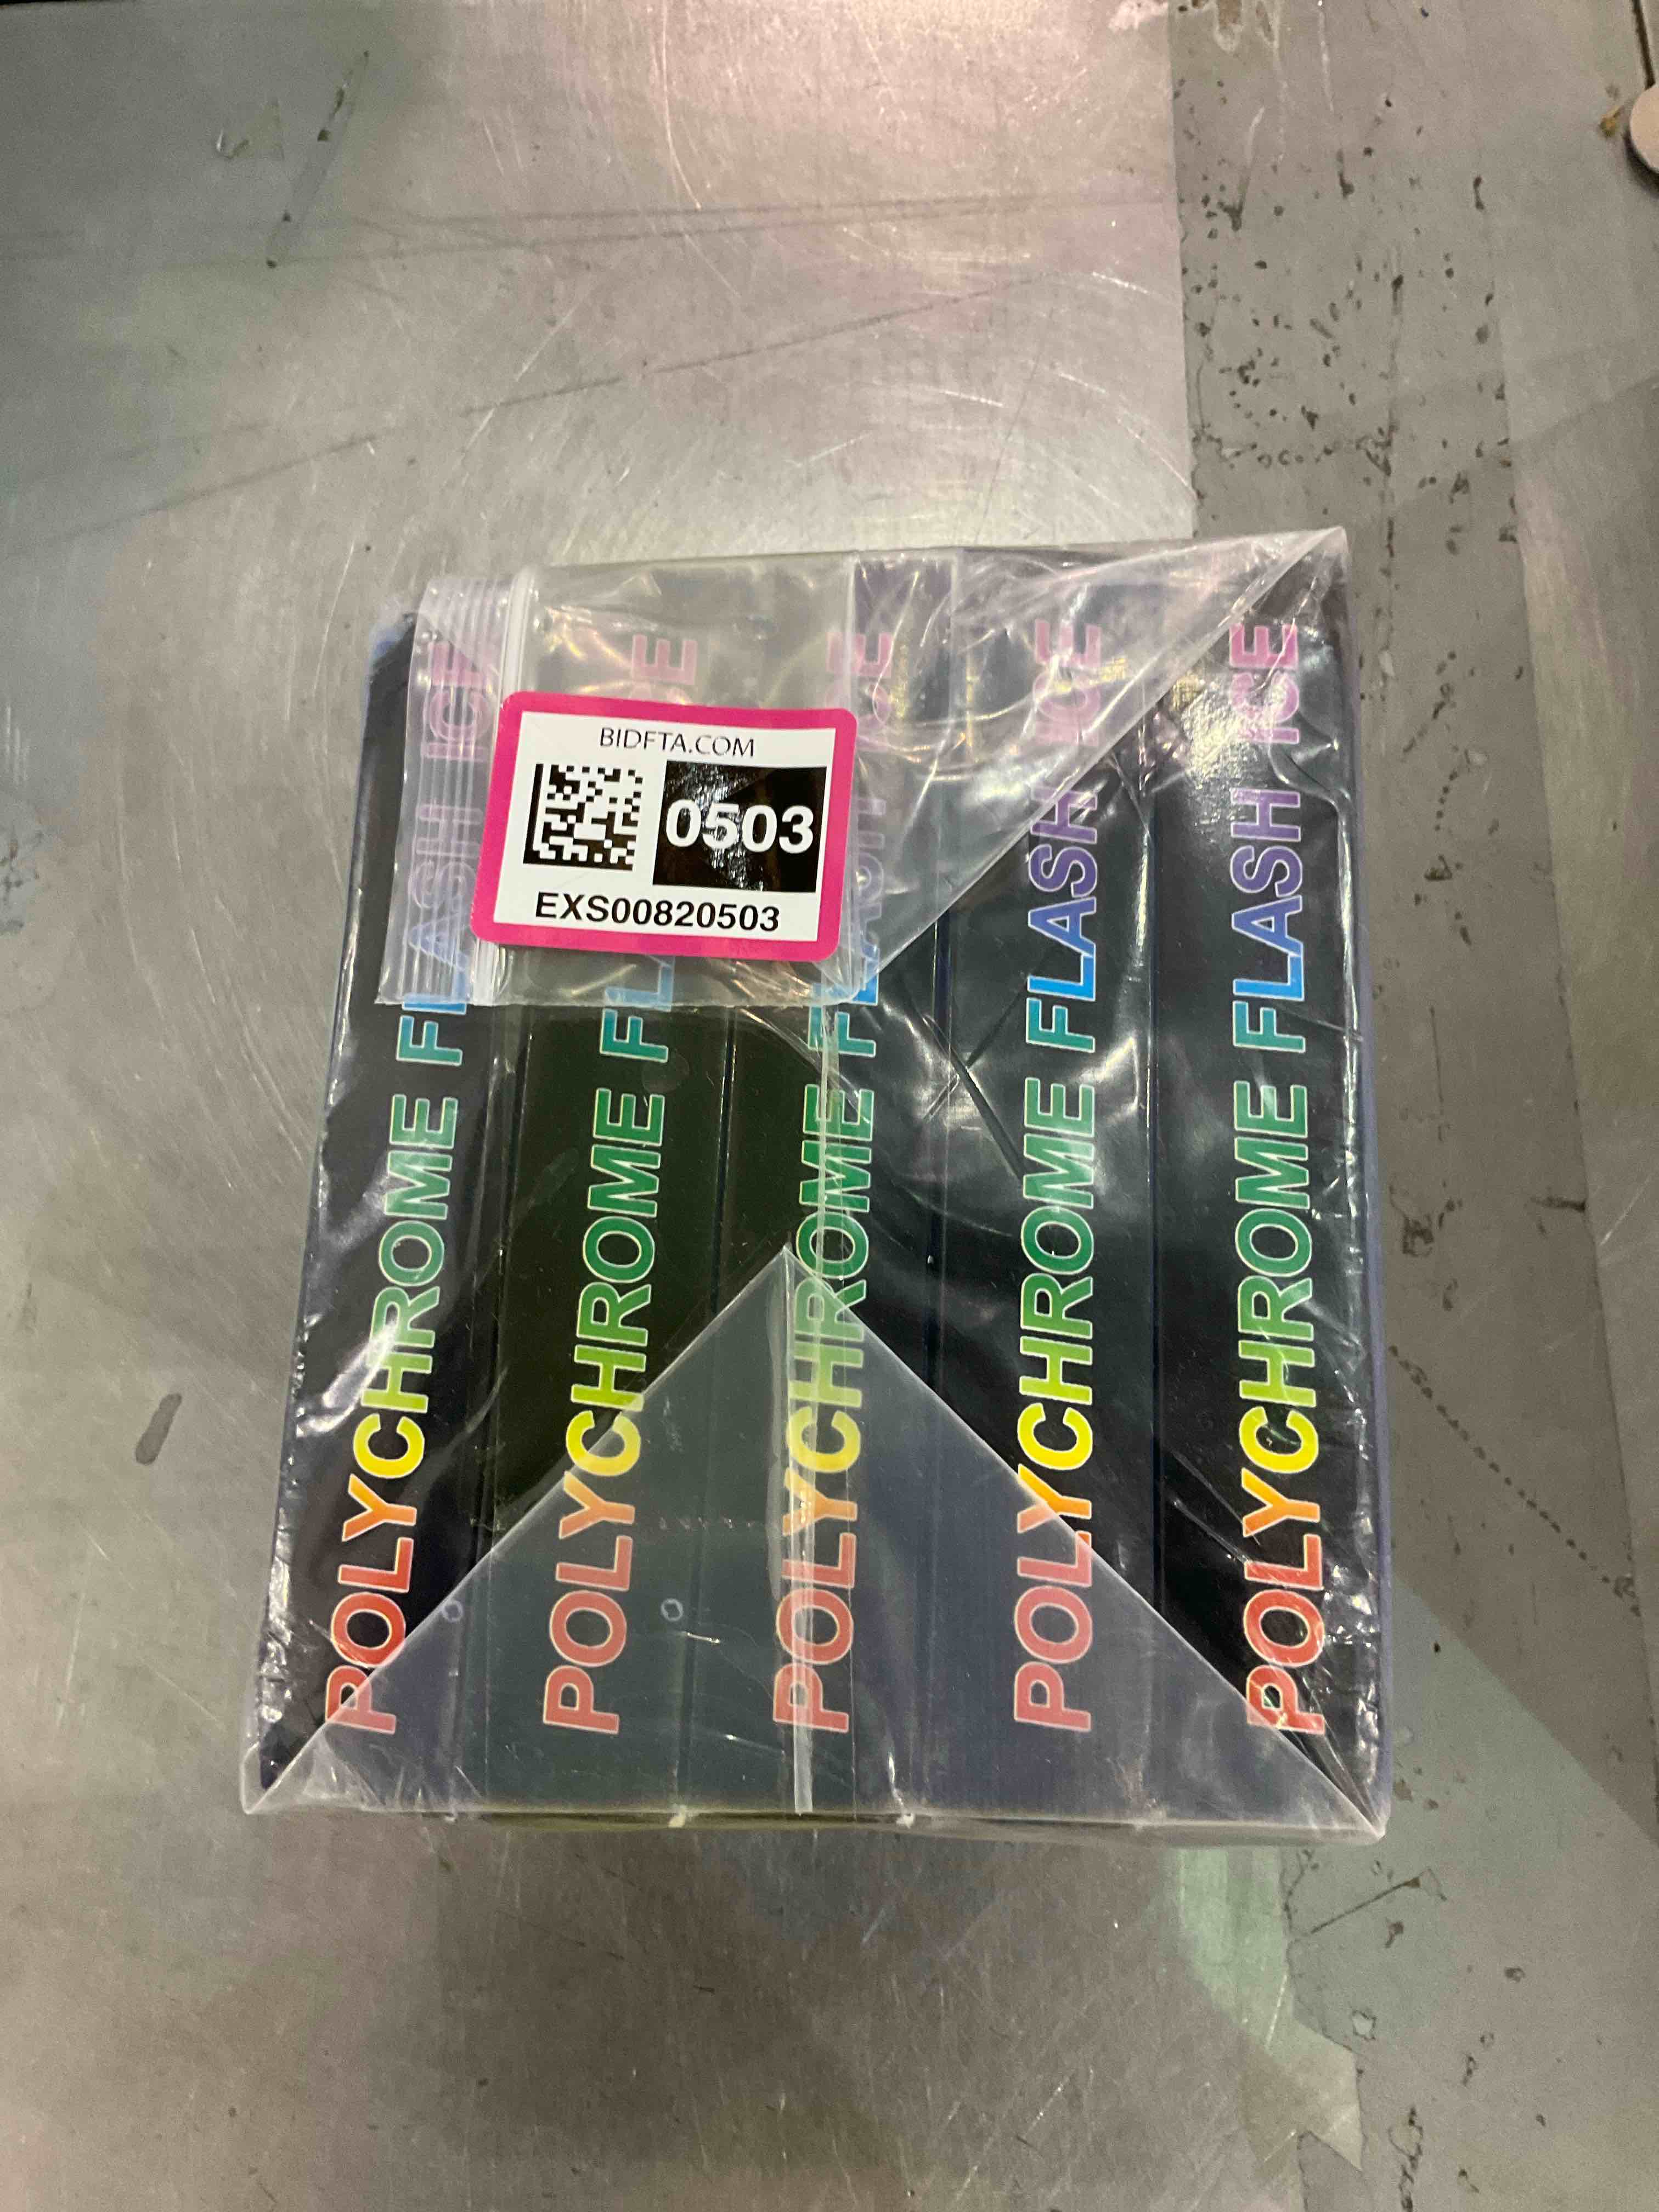 BIDFTA.COM
0503
EXS00820503
POLYCHROME FLASH ICE
POLYCHROME FLASH ICE
POLYCHROME FLASH ICE
POLYCHROME FLASH ICE
POLYCHROME FLASH ICE